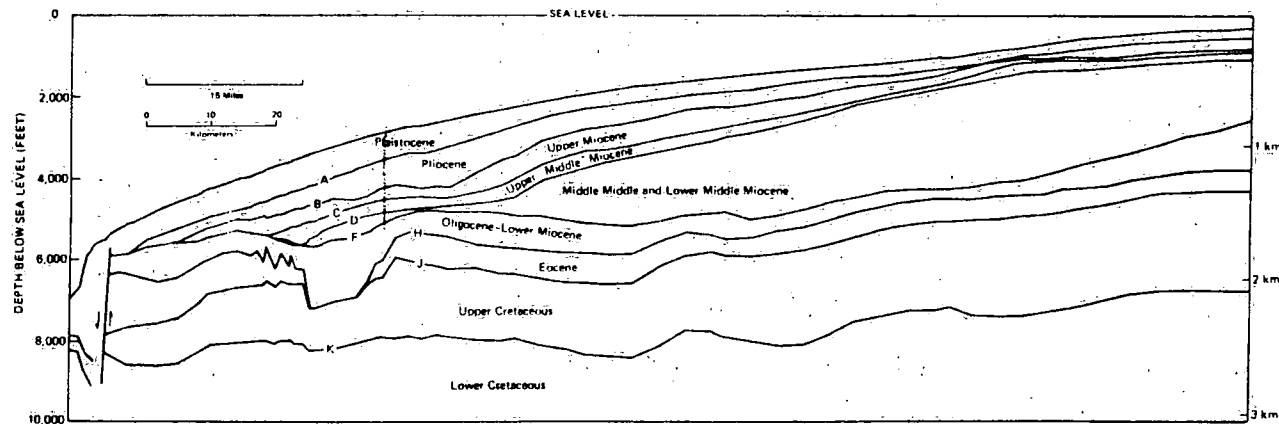 SEA LEVEL
0
2,000
4,000
6,000
8,000
10,000
DEPTH BELOW SEA LEVEL (FEET)
15 Miles
0 10 20
Kilometers
Pleistocene
Pliocene
Upper Miocene
Upper Middle Miocene
Middle Middle and Lower Middle Miocene
Oligocene-Lower Miocene
Eocene
Upper Cretaceous
Lower Cretaceous
A
B
C
D
F
H
J
K
1 km
2 km
3 km